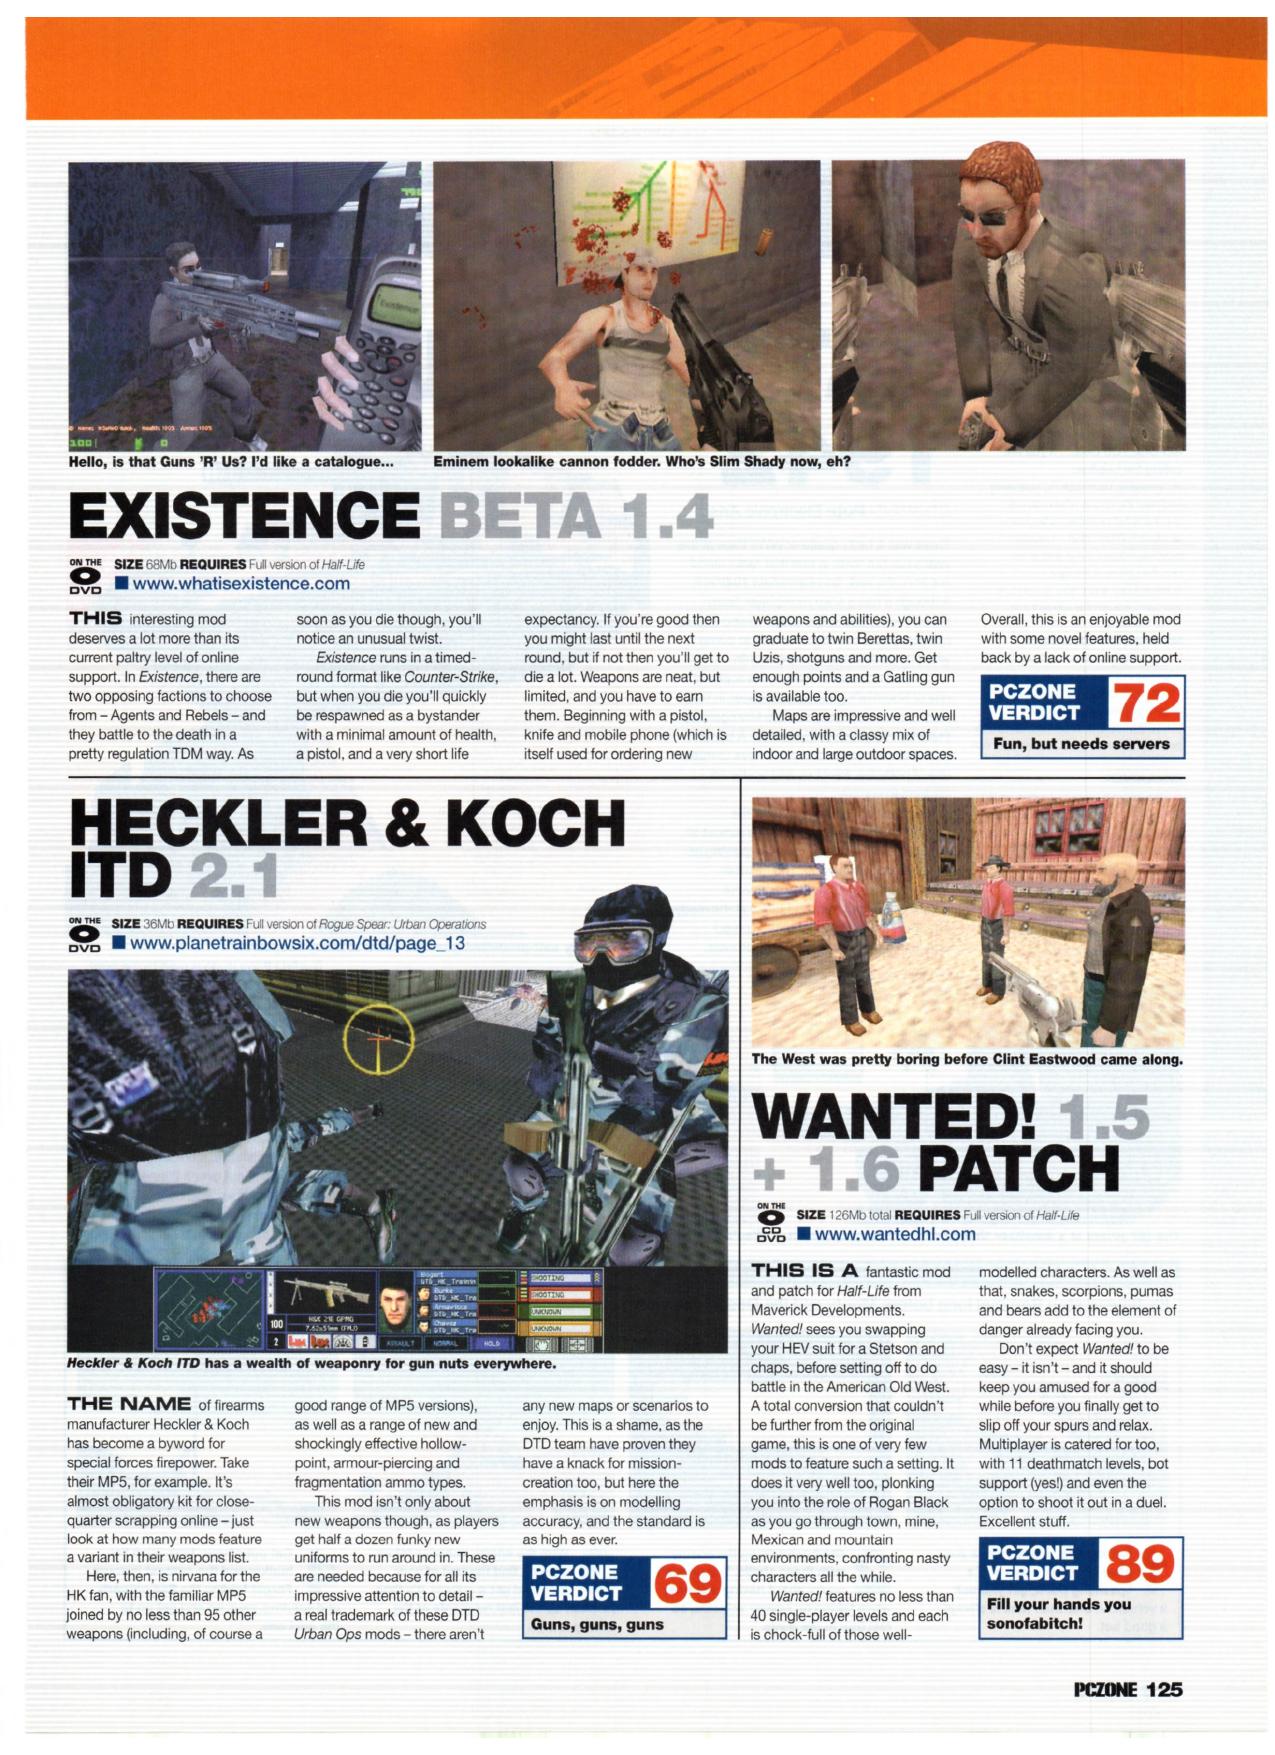 Existence
100
Hello, is that Guns 'R' Us? I'd like a catalogue...
Eminem lookalike cannon fodder. Who's Slim Shady now, eh?
EXISTENCE BETA 1.4
ON THE
DVD
SIZE 68Mb REQUIRES Full version of Half-Life
www.whatisexistence.com
THIS interesting mod
deserves a lot more than its
current paltry level of online
support. In Existence, there are
two opposing factions to choose
from – Agents and Rebels – and
they battle to the death in a
pretty regulation TDM way. As
soon as you die though, you'll
notice an unusual twist.
Existence runs in a timed-
round format like Counter-Strike,
but when you die you'll quickly
be respawned as a bystander
with a minimal amount of health,
a pistol, and a very short life
expectancy. If you're good then
you might last until the next
round, but if not then you'll get to
die a lot. Weapons are neat, but
limited, and you have to earn
them. Beginning with a pistol,
knife and mobile phone (which is
itself used for ordering new
weapons and abilities), you can
graduate to twin Berettas, twin
Uzis, shotguns and more. Get
enough points and a Gatling gun
is available too.
Maps are impressive and well
detailed, with a classy mix of
indoor and large outdoor spaces.
Overall, this is an enjoyable mod
with some novel features, held
back by a lack of online support.
PCZONE
VERDICT 72
Fun, but needs servers
HECKLER & KOCH
ITD 2.1
ON THE
DVD
SIZE 36Mb REQUIRES Full version of Rogue Spear: Urban Operations
www.planetrainbowsix.com/dtd/page_13
100
2
H&K 21E GPMG
7.62x51mm (FMJ)
Bogart
DTD_HK_Trainin
Burke
DTD_HK_Tra
Arnavisca
DTD_HK_Tra
Chavez
DTD_HK_Tra
SHOOTING
SHOOTING
UNKNOWN
UNKNOWN
ASSAULT NORMAL HOLD
Heckler & Koch ITD has a wealth of weaponry for gun nuts everywhere.
THE NAME of firearms
manufacturer Heckler & Koch
has become a byword for
special forces firepower. Take
their MP5, for example. It's
almost obligatory kit for close-
quarter scrapping online – just
look at how many mods feature
a variant in their weapons list.
Here, then, is nirvana for the
HK fan, with the familiar MP5
joined by no less than 95 other
weapons (including, of course a
good range of MP5 versions),
as well as a range of new and
shockingly effective hollow-
point, armour-piercing and
fragmentation ammo types.
This mod isn't only about
new weapons though, as players
get half a dozen funky new
uniforms to run around in. These
are needed because for all its
impressive attention to detail –
a real trademark of these DTD
Urban Ops mods – there aren't
any new maps or scenarios to
enjoy. This is a shame, as the
DTD team have proven they
have a knack for mission-
creation too, but here the
emphasis is on modelling
accuracy, and the standard is
as high as ever.
PCZONE
VERDICT 69
Guns, guns, guns
The West was pretty boring before Clint Eastwood came along.
WANTED! 1.5
+ 1.6 PATCH
ON THE
CD
DVD
SIZE 126Mb total REQUIRES Full version of Half-Life
www.wantedhl.com
THIS IS A fantastic mod
and patch for Half-Life from
Maverick Developments.
Wanted! sees you swapping
your HEV suit for a Stetson and
chaps, before setting off to do
battle in the American Old West.
A total conversion that couldn't
be further from the original
game, this is one of very few
mods to feature such a setting. It
does it very well too, plonking
you into the role of Rogan Black
as you go through town, mine,
Mexican and mountain
environments, confronting nasty
characters all the while.
Wanted! features no less than
40 single-player levels and each
is chock-full of those well-
modelled characters. As well as
that, snakes, scorpions, pumas
and bears add to the element of
danger already facing you.
Don't expect Wanted! to be
easy – it isn't – and it should
keep you amused for a good
while before you finally get to
slip off your spurs and relax.
Multiplayer is catered for too,
with 11 deathmatch levels, bot
support (yes!) and even the
option to shoot it out in a duel.
Excellent stuff.
PCZONE
VERDICT 89
Fill your hands you
sonofabitch!
PCZONE 125